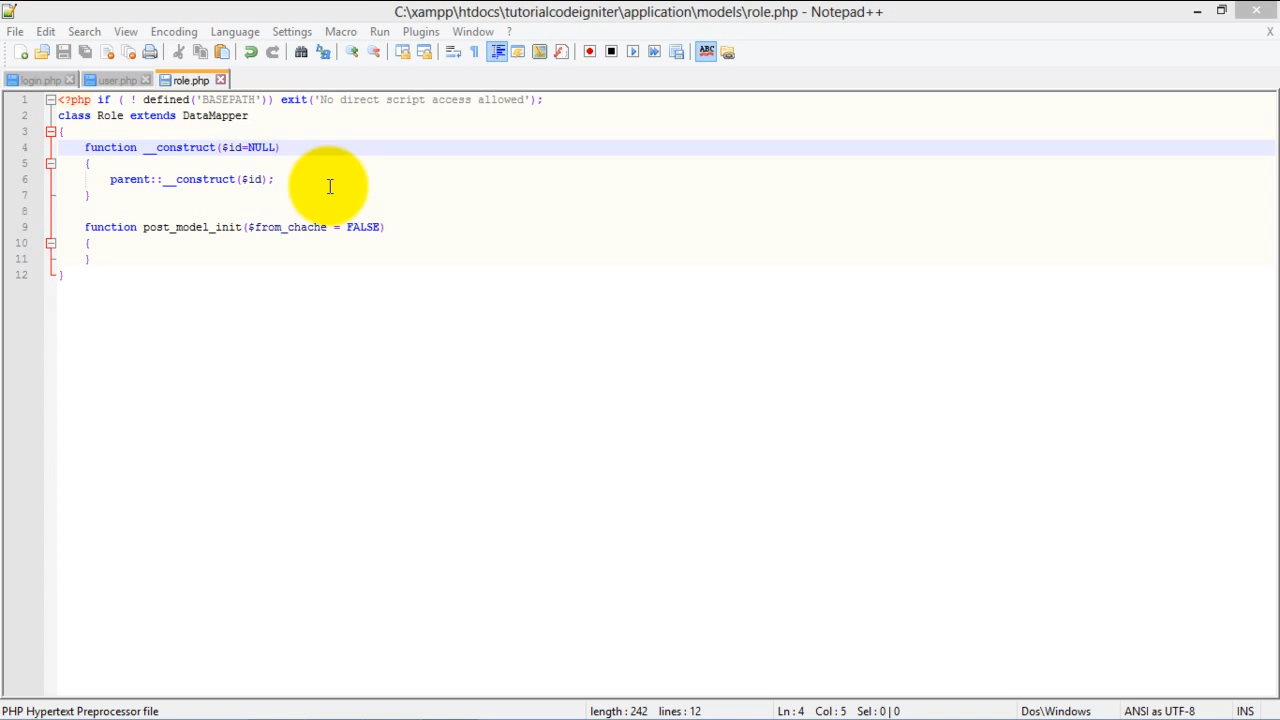 C:\xampp\htdocs\tutorialcodeigniter\application\models\role.php - Notepad++
File Edit Search View Encoding Language Settings Macro Run Plugins Window ? X
login.php user.php role.php
1 <?php if ( ! defined('BASEPATH')) exit('No direct script access allowed');
2 class Role extends DataMapper
3 {
4 function __construct($id=NULL)
5 {
6 parent::__construct($id);
7 }
8
9 function post_model_init($from_chache = FALSE)
10 {
11 }
12 }
PHP Hypertext Preprocessor file length : 242 lines : 12 Ln : 4 Col : 5 Sel : 0 | 0 Dos\Windows ANSI as UTF-8 INS